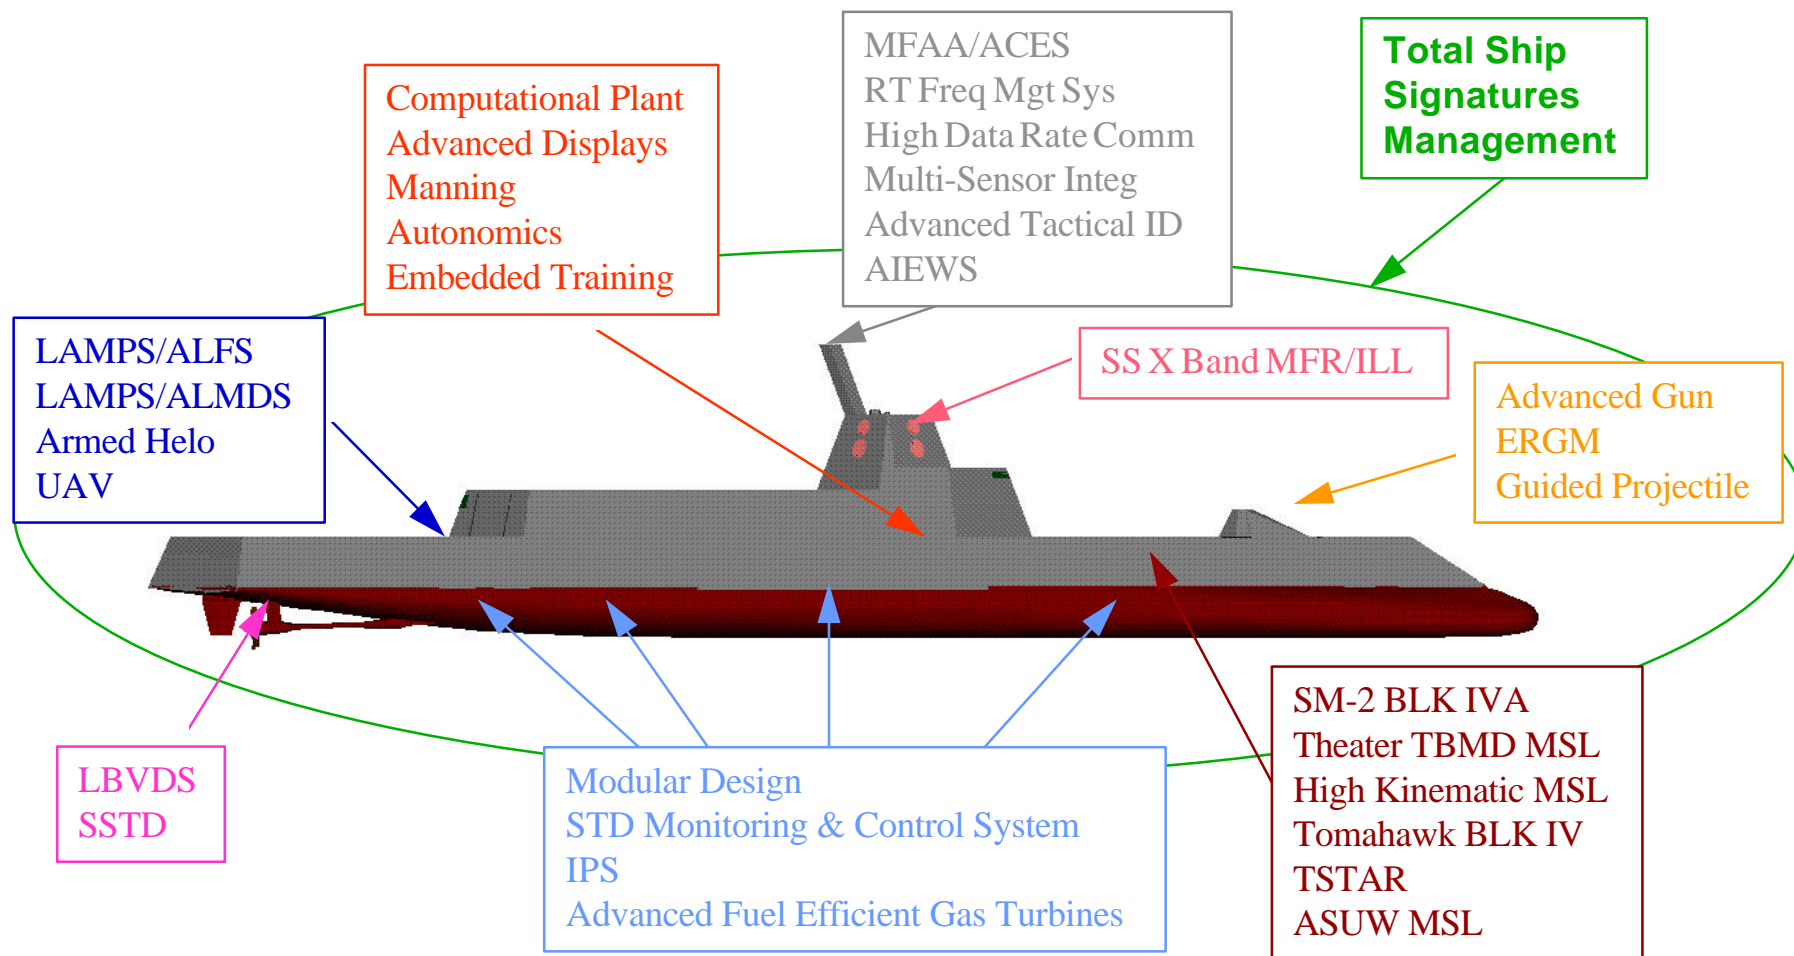 MFAA/ACES
RT Freq Mgt Sys
High Data Rate Comm
Multi-Sensor Integ
Advanced Tactical ID
AIEWS
Total Ship
Signatures
Management
Computational Plant
Advanced Displays
Manning
Autonomics
Embedded Training
LAMPS/ALFS
LAMPS/ALMDS
Armed Helo
UAV
SS X Band MFR/ILL
Advanced Gun
ERGM
Guided Projectile
LBVDS
SSTD
Modular Design
STD Monitoring & Control System
IPS
Advanced Fuel Efficient Gas Turbines
SM-2 BLK IVA
Theater TBMD MSL
High Kinematic MSL
Tomahawk BLK IV
TSTAR
ASUW MSL